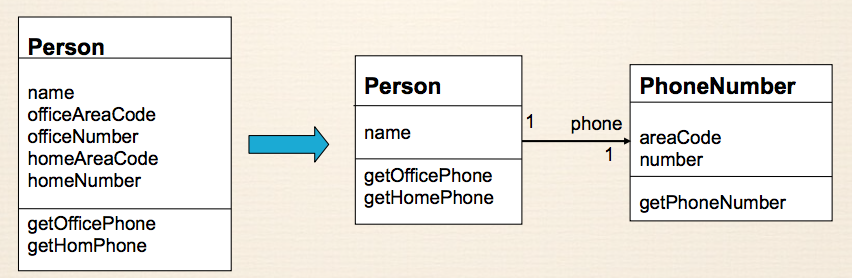 Person
name
officeAreaCode
officeNumber
homeAreaCode
homeNumber
getOfficePhone
getHomPhone
Person
name
getOfficePhone
getHomePhone
1
phone
1
PhoneNumber
areaCode
number
getPhoneNumber